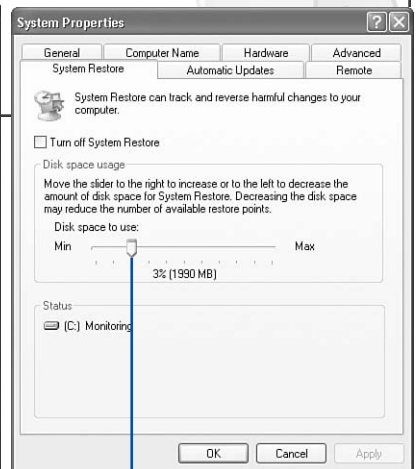 System Properties
General
Computer Name
Hardware
Advanced
System Restore
Automatic Updates
Remote
System Restore can track and reverse harmful changes to your
computer.
Turn off System Restore
Disk space usage
Move the slider to the right to increase or to the left to decrease the
amount of disk space for System Restore. Decreasing the disk space
may reduce the number of available restore points.
Disk space to use:
Min
Max
3% (1990 MB)
Status
(C:) Monitoring
OK
Cancel
Apply